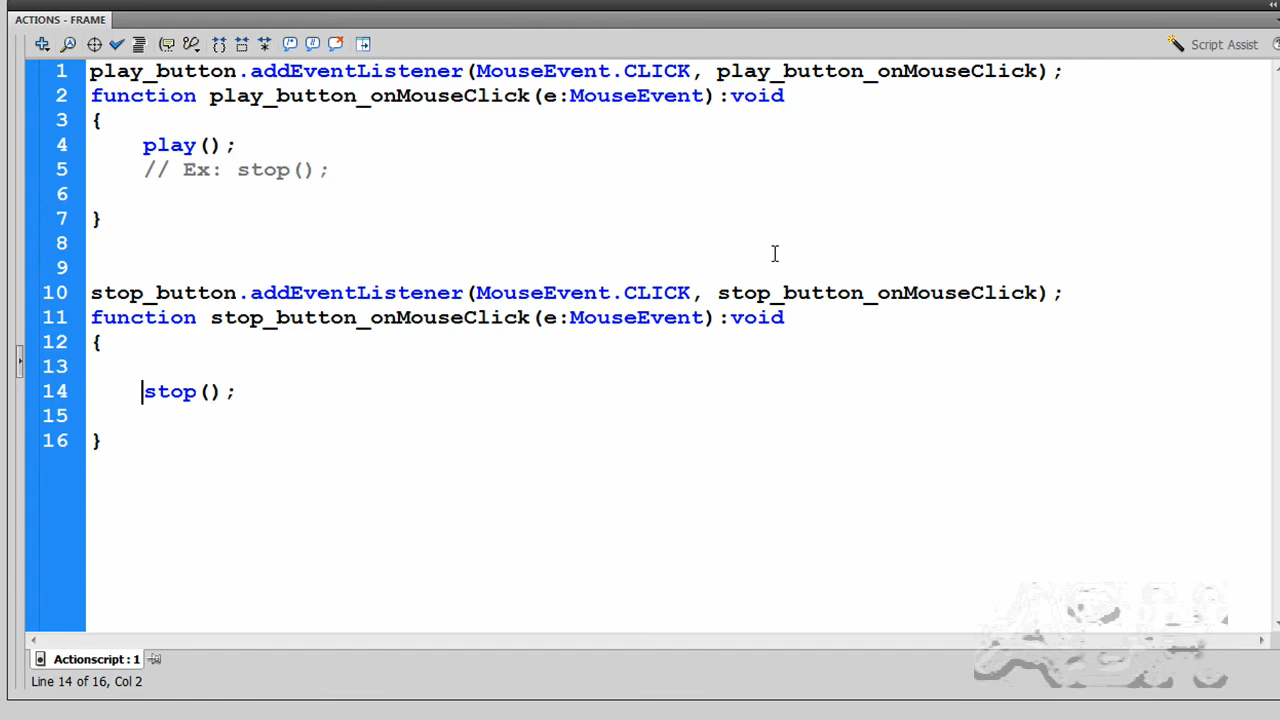 ACTIONS - FRAME
Script Assist
1 play_button.addEventListener(MouseEvent.CLICK, play_button_onMouseClick);
2 function play_button_onMouseClick(e:MouseEvent):void
3 {
4 play();
5 // Ex: stop();
6
7 }
8
9
10 stop_button.addEventListener(MouseEvent.CLICK, stop_button_onMouseClick);
11 function stop_button_onMouseClick(e:MouseEvent):void
12 {
13
14 stop();
15
16 }
Actionscript : 1
Line 14 of 16, Col 2